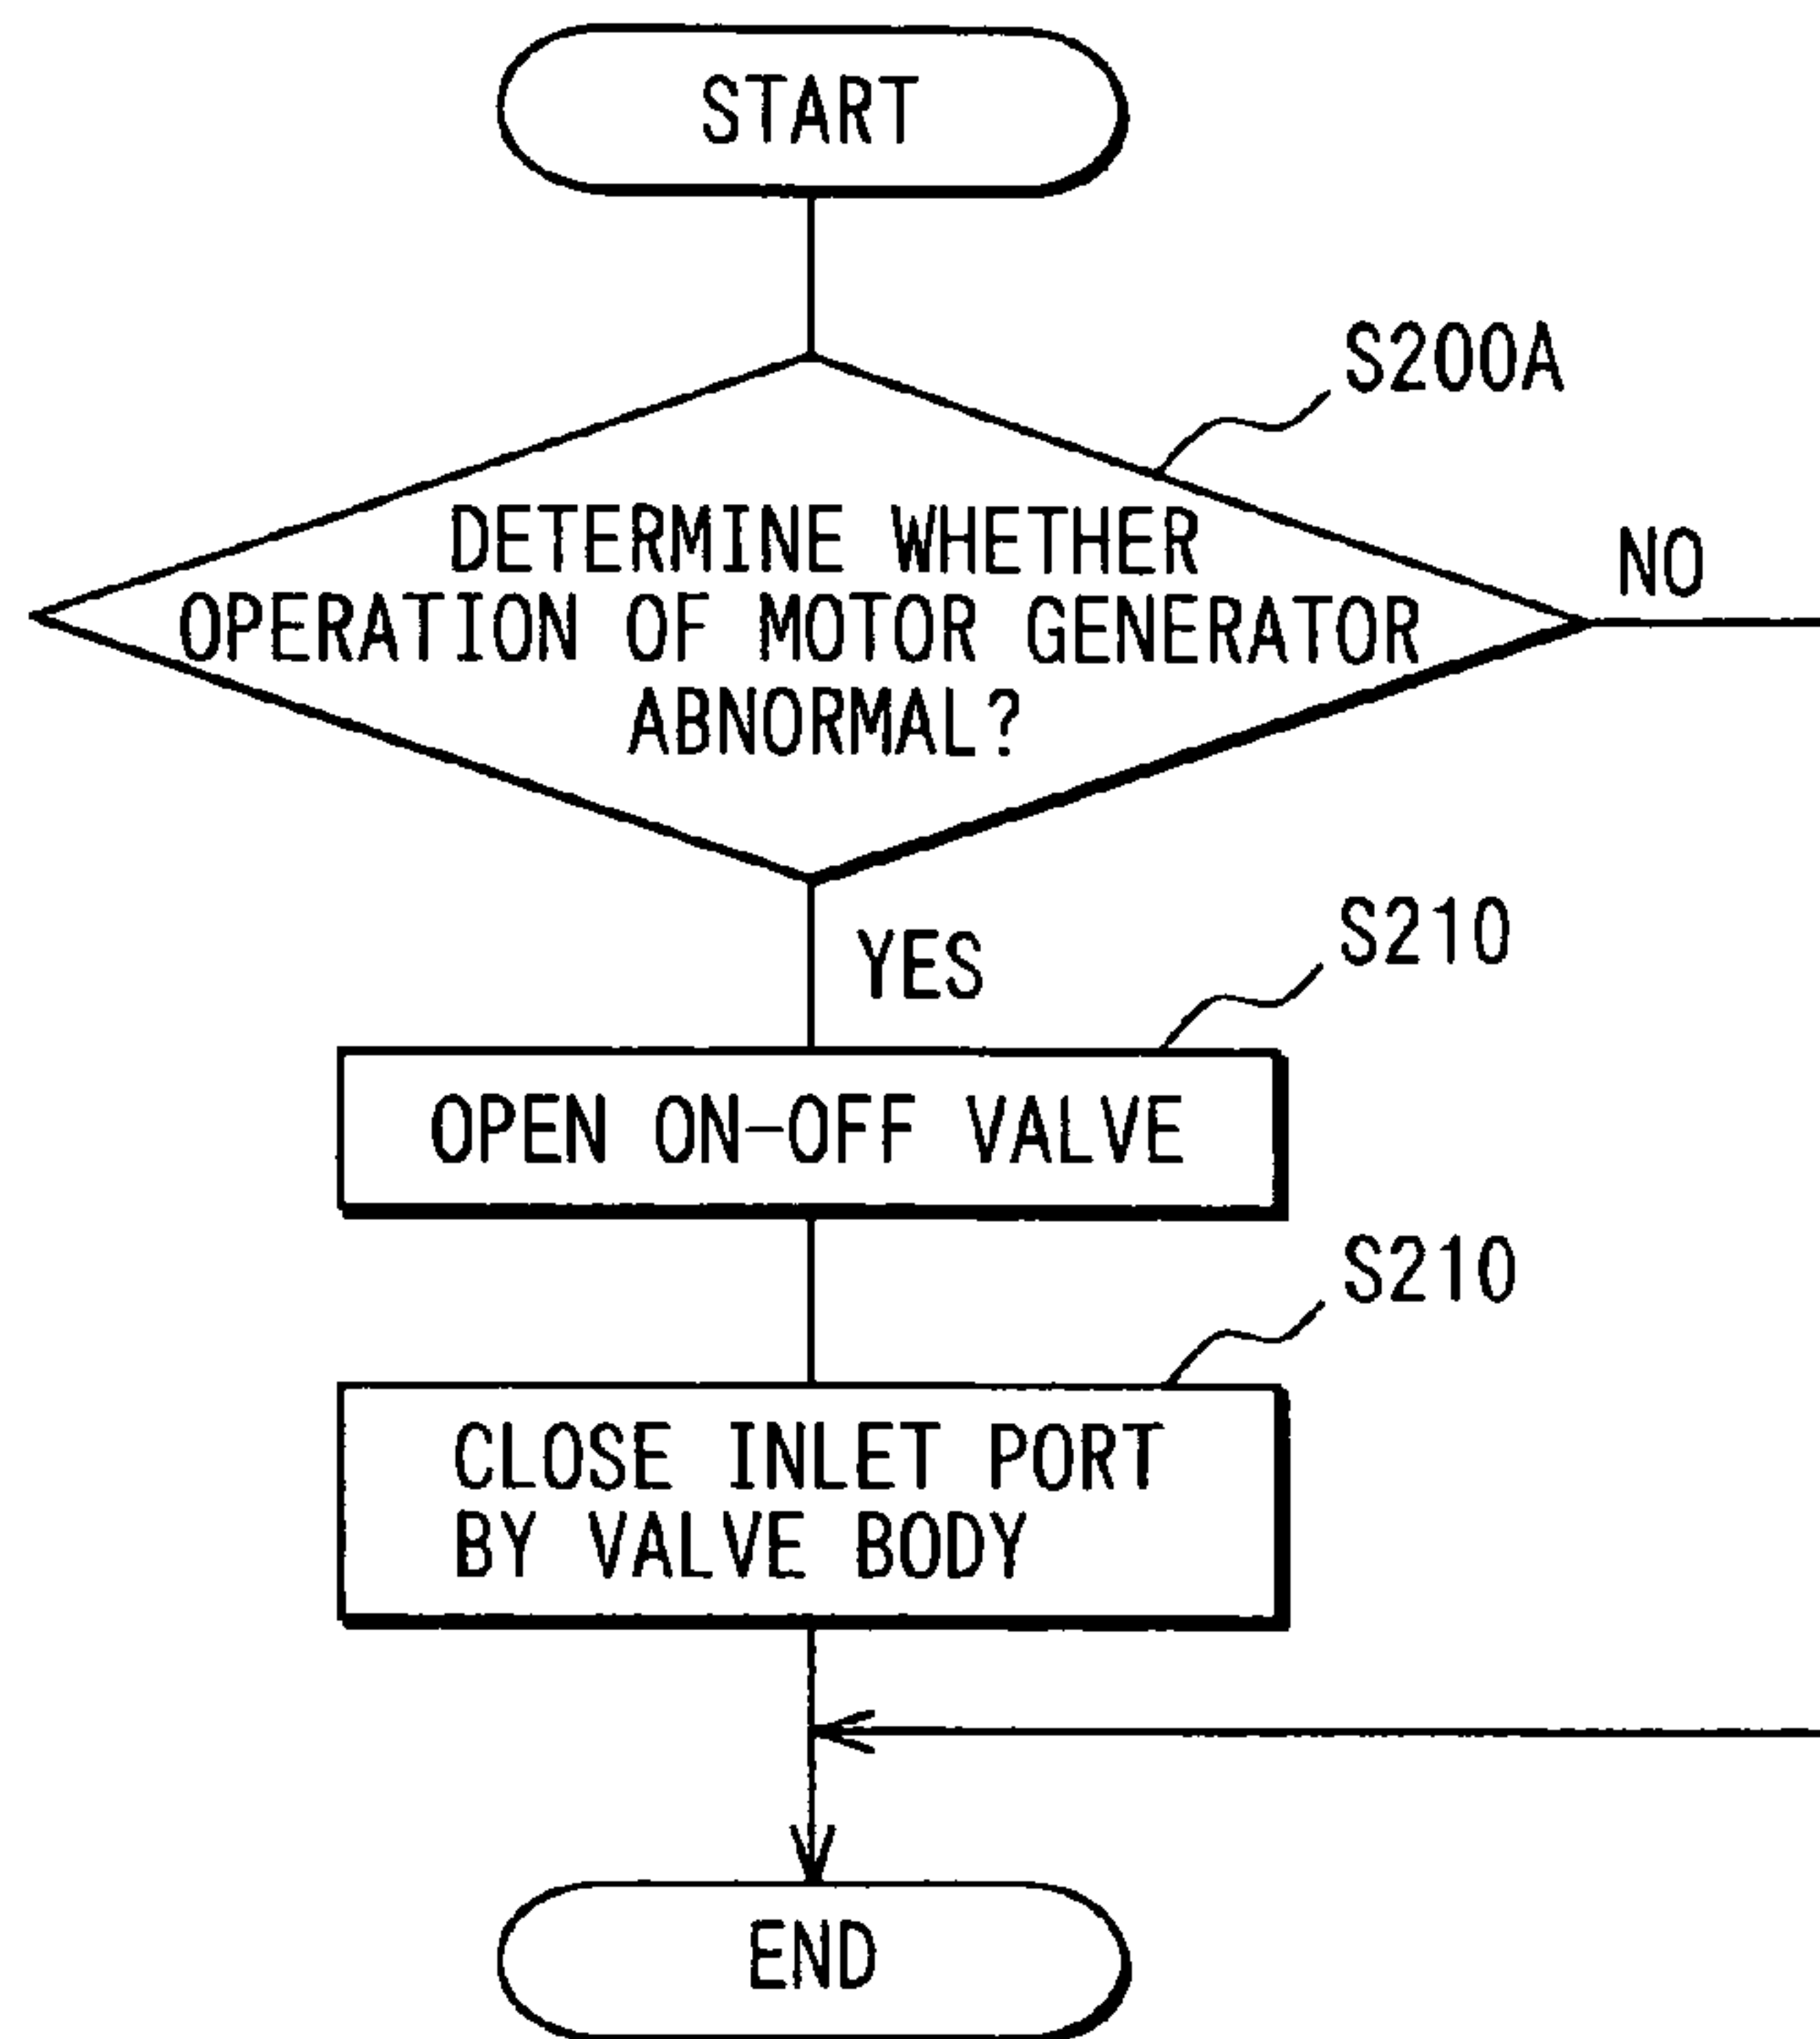 START
S200A
DETERMINE WHETHER
OPERATION OF MOTOR GENERATOR
ABNORMAL?
NO
YES
S210
OPEN ON-OFF VALVE
S210
CLOSE INLET PORT
BY VALVE BODY
END